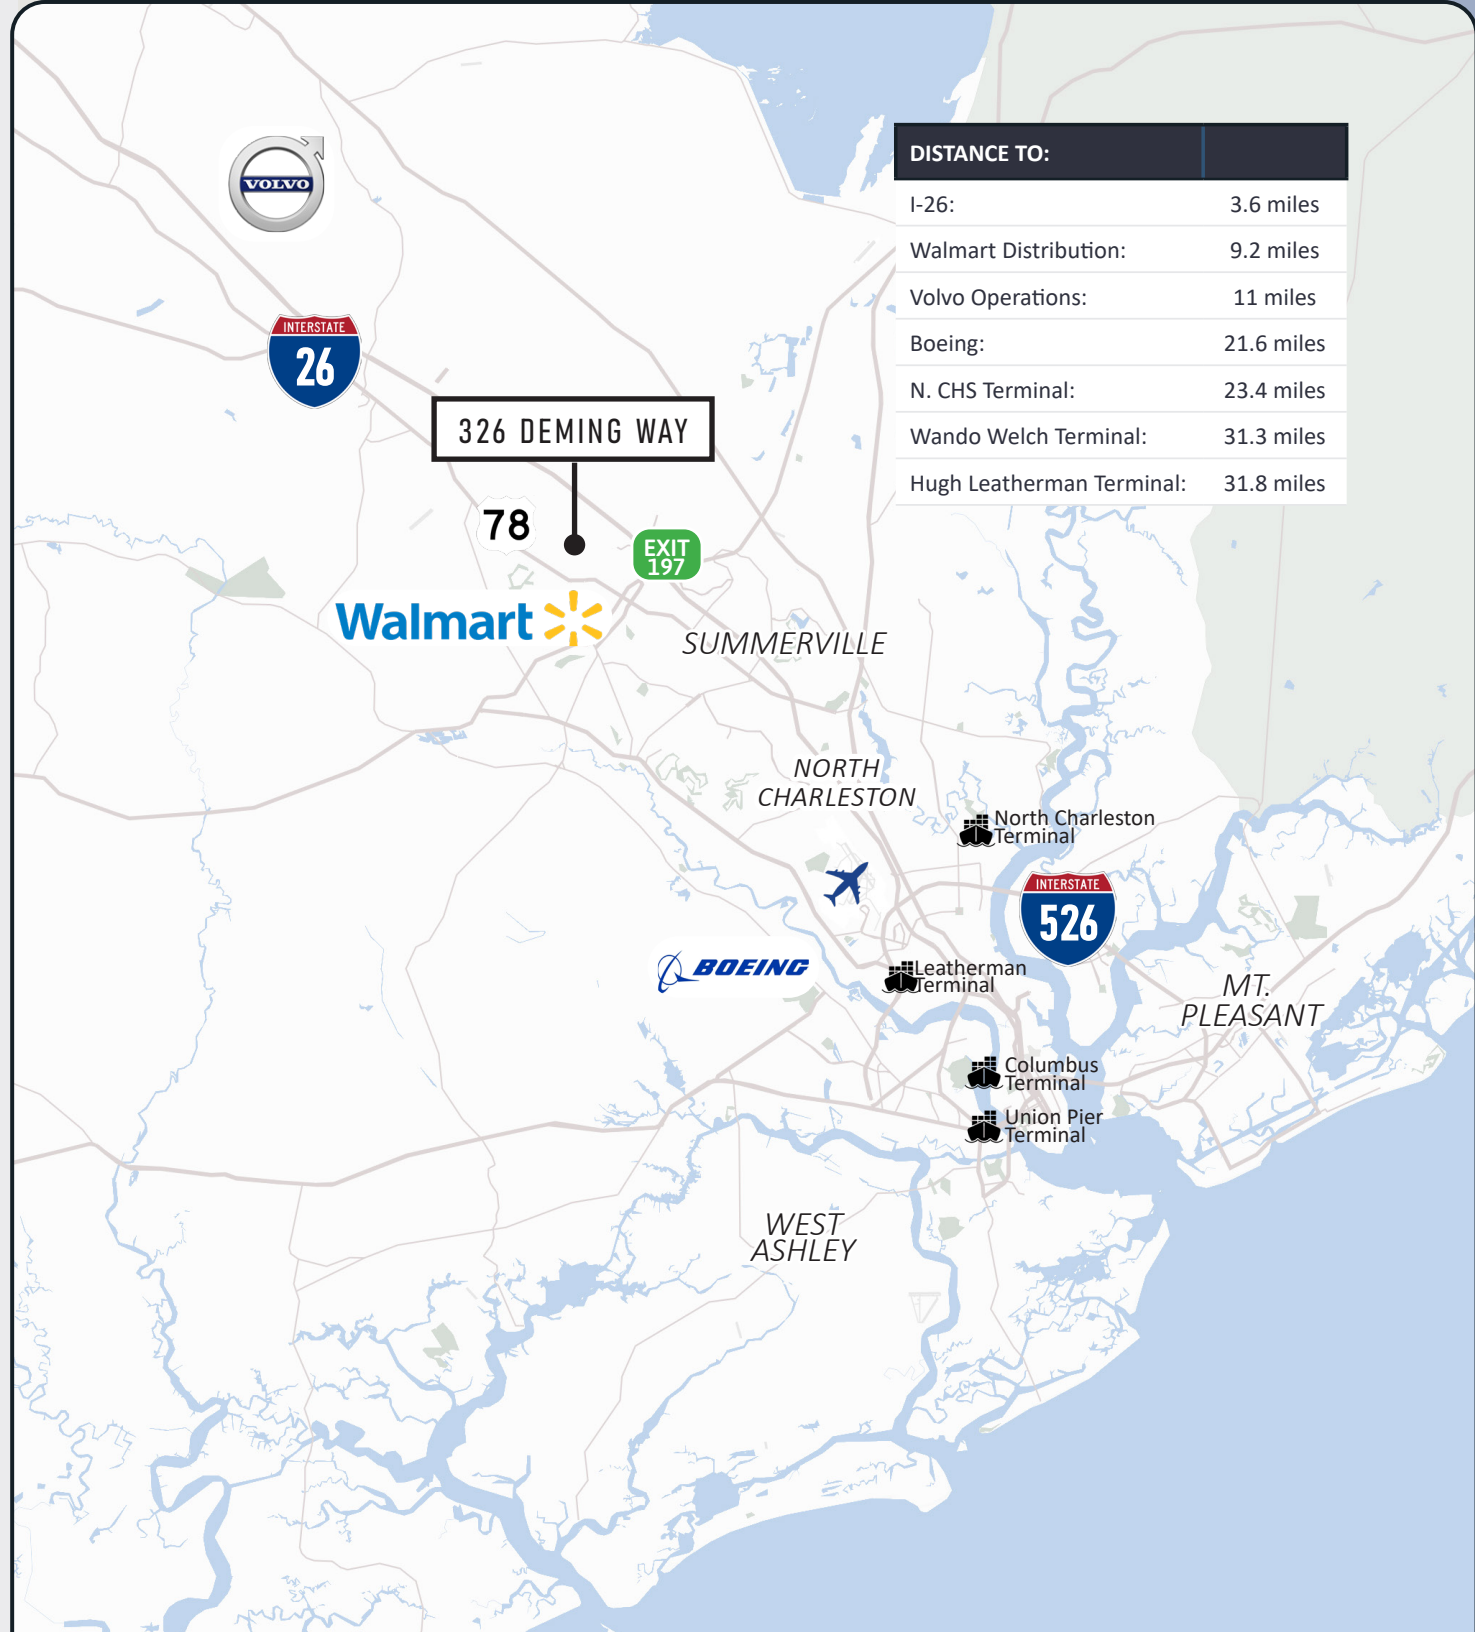 VOLVO
DISTANCE TO:
I-26: 3.6 miles
Walmart Distribution: 9.2 miles
Volvo Operations: 11 miles
Boeing: 21.6 miles
N. CHS Terminal: 23.4 miles
Wando Welch Terminal: 31.3 miles
Hugh Leatherman Terminal: 31.8 miles
INTERSTATE
26
326 DEMING WAY
78
EXIT
197
Walmart
SUMMERVILLE
NORTH
CHARLESTON
North Charleston
Terminal
INTERSTATE
526
BOEING
Leatherman
Terminal
MT.
PLEASANT
Columbus
Terminal
Union Pier
Terminal
WEST
ASHLEY